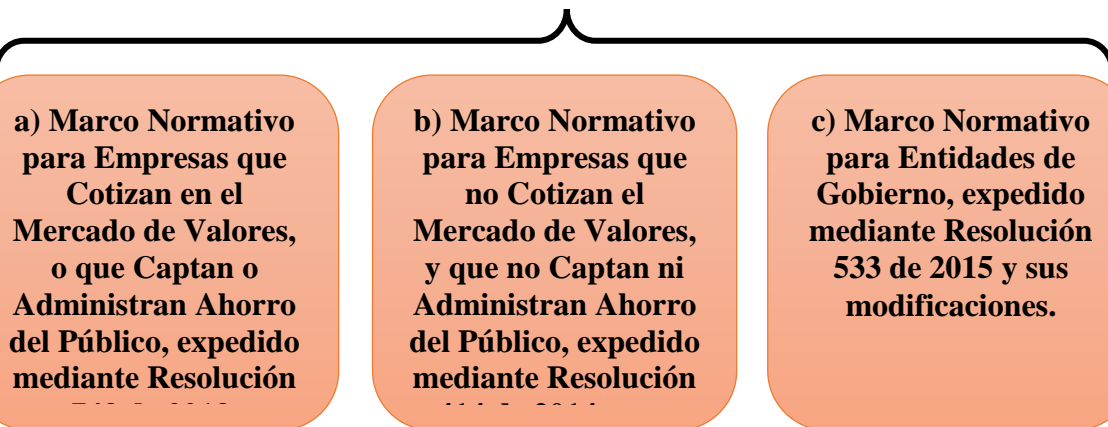 a) Marco Normativo
para Empresas que
Cotizan en el
Mercado de Valores,
o que Captan o
Administran Ahorro
del Público, expedido
mediante Resolución
b) Marco Normativo
para Empresas que
no Cotizan el
Mercado de Valores,
y que no Captan ni
Administran Ahorro
del Público, expedido
mediante Resolución
c) Marco Normativo
para Entidades de
Gobierno, expedido
mediante Resolución
533 de 2015 y sus
modificaciones.